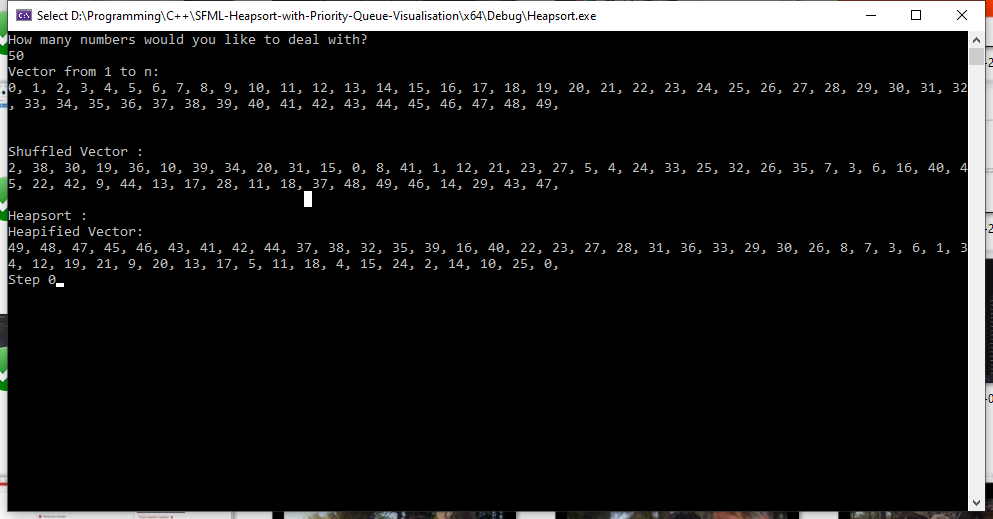 Select D:\Programming\C++\SFML-Heapsort-with-Priority-Queue-Visualisation\x64\Debug\Heapsort.exe
How many numbers would you like to deal with?
50
Vector from 1 to n:
0, 1, 2, 3, 4, 5, 6, 7, 8, 9, 10, 11, 12, 13, 14, 15, 16, 17, 18, 19, 20, 21, 22, 23, 24, 25, 26, 27, 28, 29, 30, 31, 32
, 33, 34, 35, 36, 37, 38, 39, 40, 41, 42, 43, 44, 45, 46, 47, 48, 49,
Shuffled Vector :
2, 38, 30, 19, 36, 10, 39, 34, 20, 31, 15, 0, 8, 41, 1, 12, 21, 23, 27, 5, 4, 24, 33, 25, 32, 26, 35, 7, 3, 6, 16, 40, 4
5, 22, 42, 9, 44, 13, 17, 28, 11, 18, 37, 48, 49, 46, 14, 29, 43, 47,
Heapsort :
Heapified Vector:
49, 48, 47, 45, 46, 43, 41, 42, 44, 37, 38, 32, 35, 39, 16, 40, 22, 23, 27, 28, 31, 36, 33, 29, 30, 26, 8, 7, 3, 6, 1, 3
4, 12, 19, 21, 9, 20, 13, 17, 5, 11, 18, 4, 15, 24, 2, 14, 10, 25, 0,
Step 0